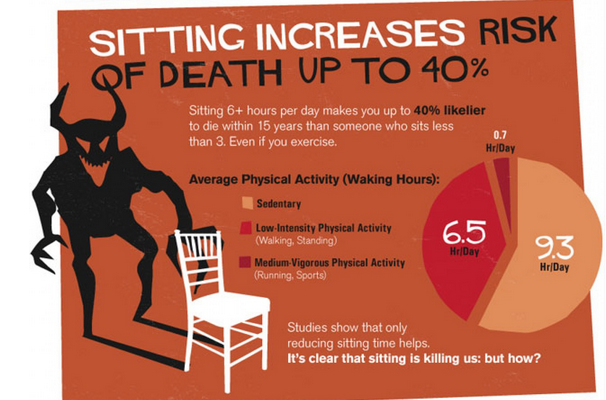 SITTING INCREASES RISK
OF DEATH UP TO 40%
Sitting 6+ hours per day makes you up to 40% likelier
to die within 15 years than someone who sits less
than 3. Even if you exercise.
Average Physical Activity (Waking Hours):
Sedentary
Low-Intensity Physical Activity
(Walking, Standing)
Medium-Vigorous Physical Activity
(Running, Sports)
0.7
Hr/Day
6.5
Hr/Day
9.3
Hr/Day
Studies show that only
reducing sitting time helps.
It's clear that sitting is killing us: but how?